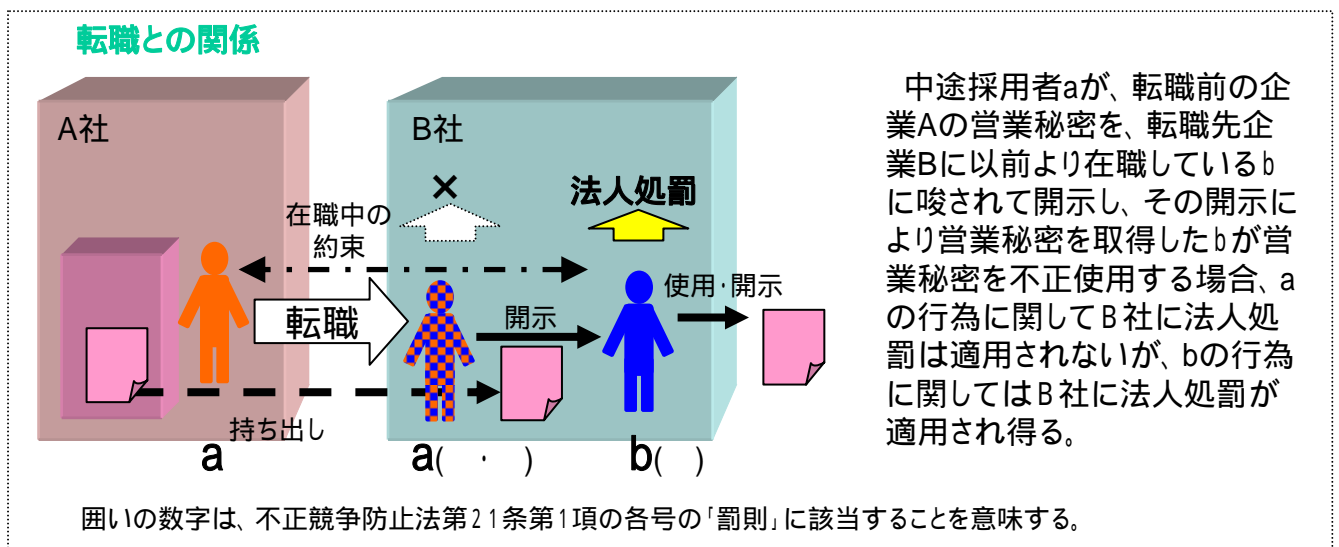 転職との関係
A社
B社
×
法人処罰
在職中の
約束
転職
開示
使用・開示
持ち出し
a
a( ・ )
b( )
中途採用者aが、転職前の企
業Aの営業秘密を、転職先企
業Bに以前より在職しているb
に唆されて開示し、その開示に
より営業秘密を取得したbが営
業秘密を不正使用する場合、a
の行為に関してB社に法人処
罰は適用されないが、bの行為
に関してはB社に法人処罰が
適用され得る。
囲いの数字は、不正競争防止法第21条第1項の各号の「罰則」に該当することを意味する。